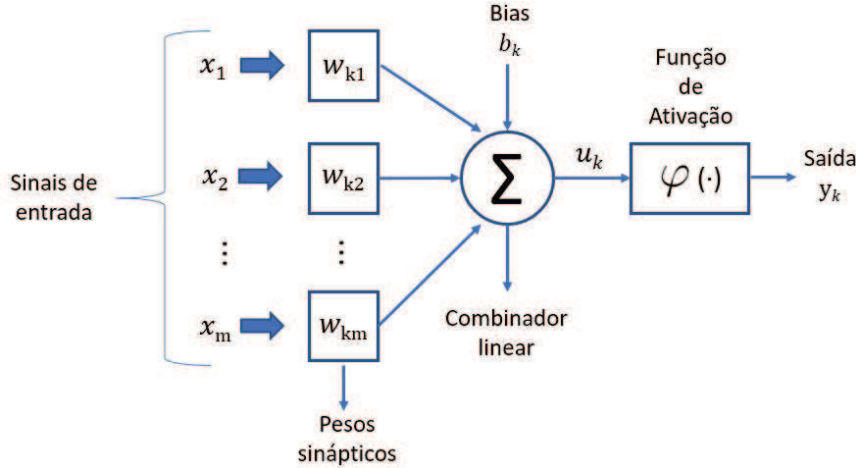 Bias
b_k
x_1
w_k1
Função
de
Ativação
Sinais de
entrada
x_2
w_k2
Σ
u_k
φ (·)
Saída
y_k
⋮
⋮
x_m
w_km
Combinador
linear
Pesos
sinápticos